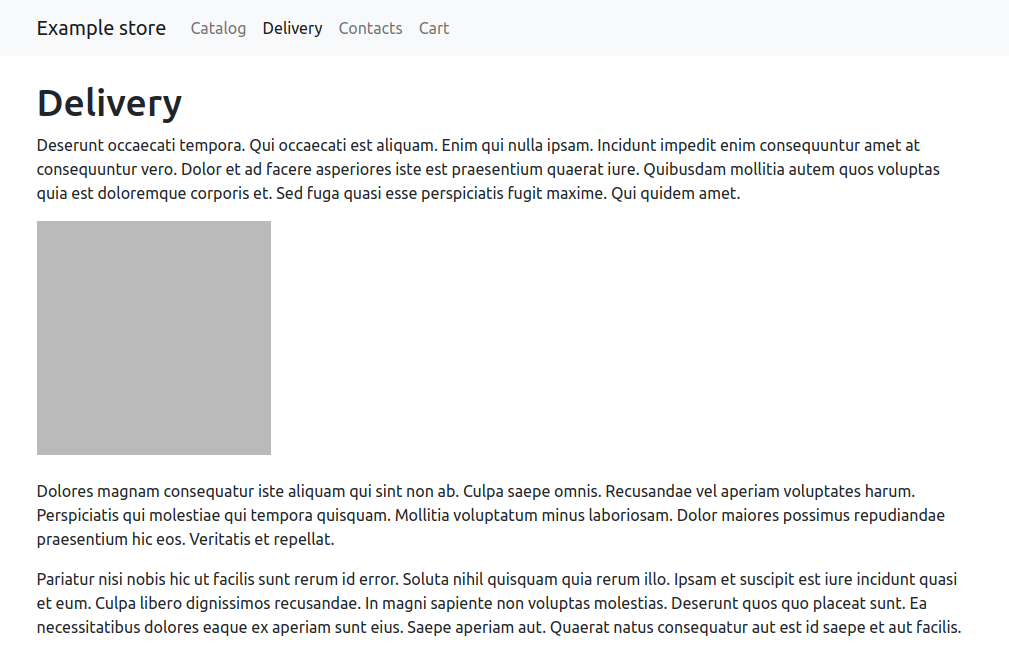 Example store Catalog Delivery Contacts Cart
Delivery
Deserunt occaecati tempora. Qui occaecati est aliquam. Enim qui nulla ipsam. Incidunt impedit enim consequuntur amet at
consequuntur vero. Dolor et ad facere asperiores iste est praesentium quaerat iure. Quibusdam mollitia autem quos voluptas
quia est doloremque corporis et. Sed fuga quasi esse perspiciatis fugit maxime. Qui quidem amet.
Dolores magnam consequatur iste aliquam qui sint non ab. Culpa saepe omnis. Recusandae vel aperiam voluptates harum.
Perspiciatis qui molestiae qui tempora quisquam. Mollitia voluptatum minus laboriosam. Dolor maiores possimus repudiandae
praesentium hic eos. Veritatis et repellat.
Pariatur nisi nobis hic ut facilis sunt rerum id error. Soluta nihil quisquam quia rerum illo. Ipsam et suscipit est iure incidunt quasi
et eum. Culpa libero dignissimos recusandae. In magni sapiente non voluptas molestias. Deserunt quos quo placeat sunt. Ea
necessitatibus dolores eaque ex aperiam sunt eius. Saepe aperiam aut. Quaerat natus consequatur aut est id saepe et aut facilis.